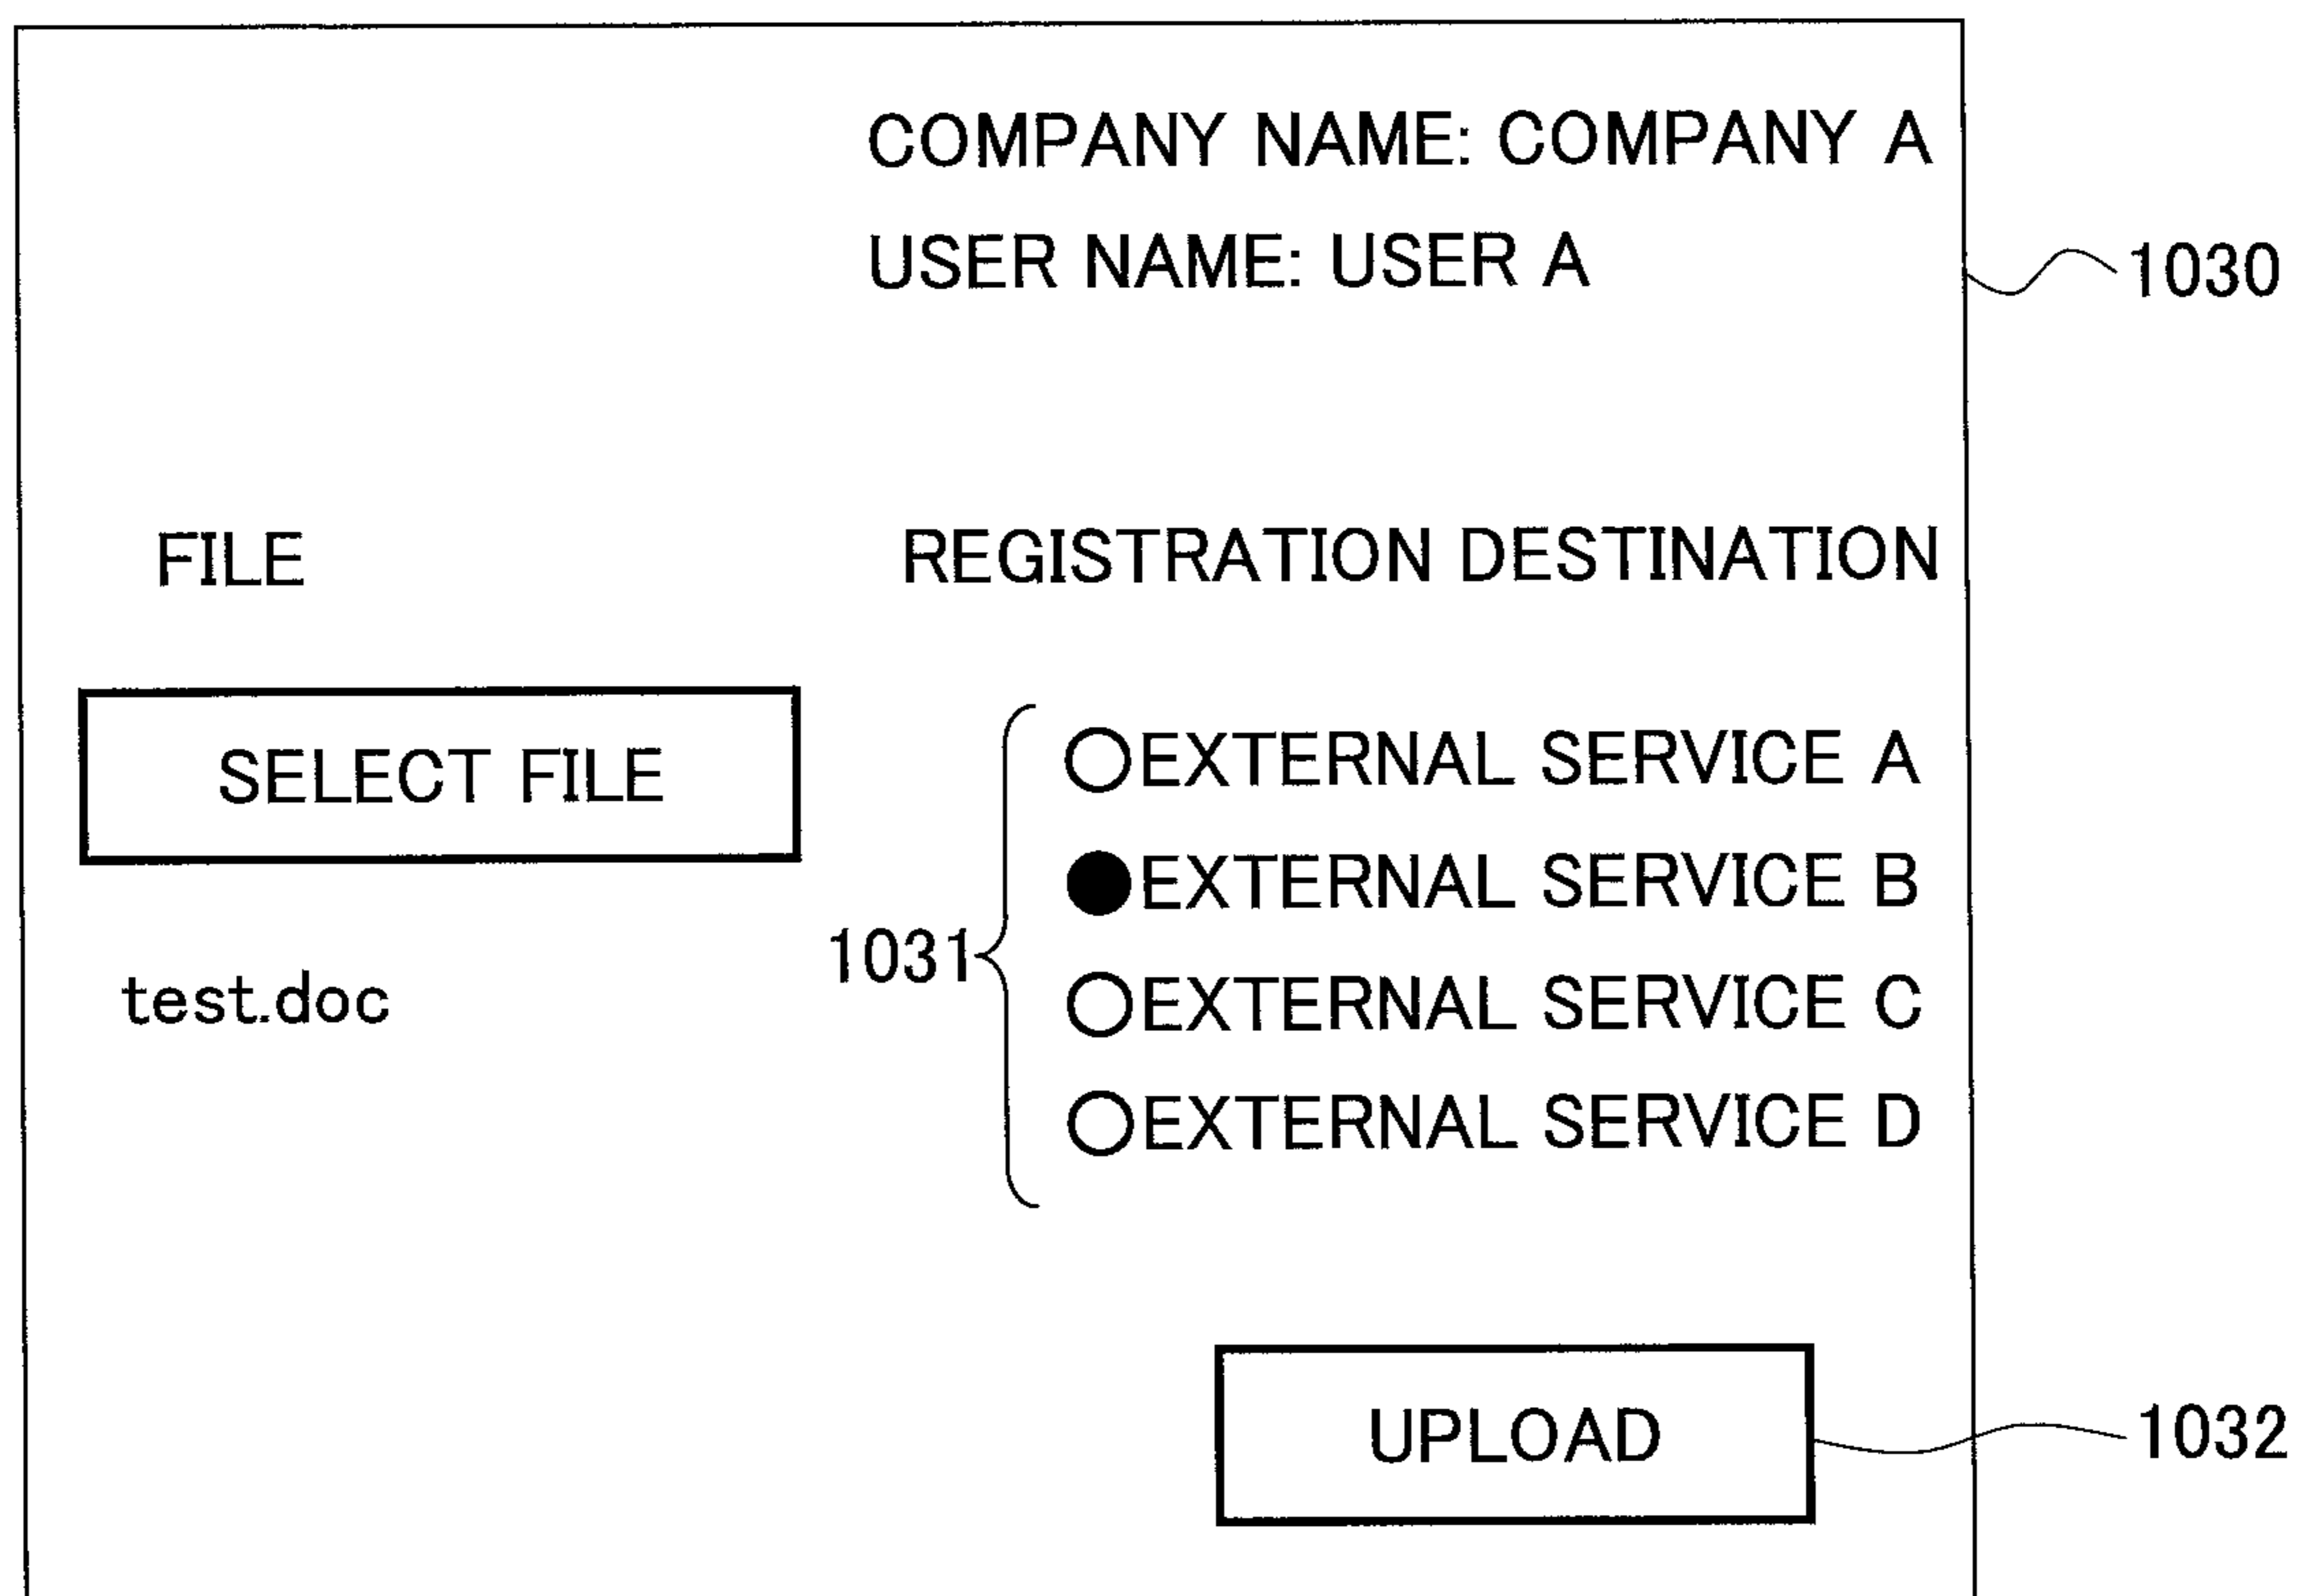 COMPANY NAME: COMPANY A
USER NAME: USER A
1030
FILE
REGISTRATION DESTINATION
SELECT FILE
test.doc
1031
EXTERNAL SERVICE A
EXTERNAL SERVICE B
EXTERNAL SERVICE C
EXTERNAL SERVICE D
UPLOAD
1032